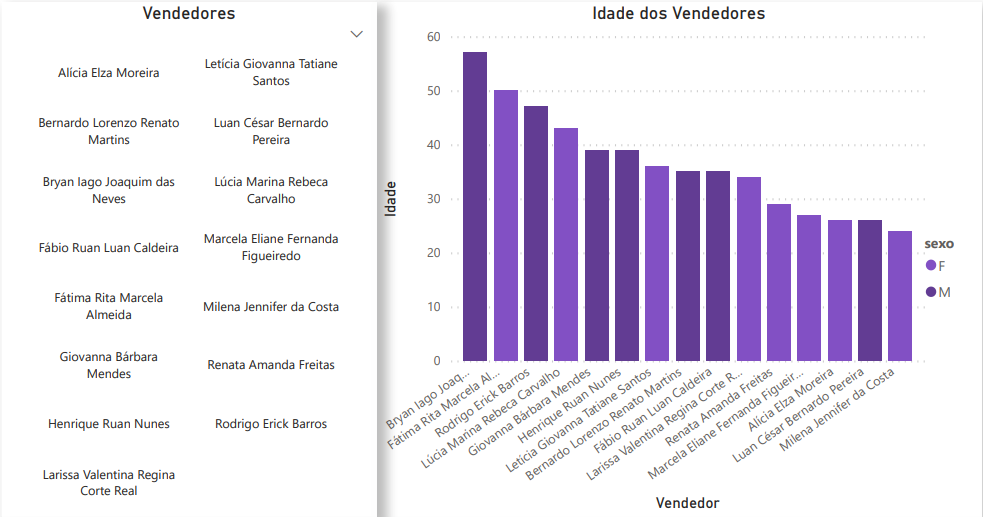 Vendedores
Alícia Elza Moreira
Letícia Giovanna Tatiane
Santos
Bernardo Lorenzo Renato
Martins
Luan César Bernardo
Pereira
Bryan Iago Joaquim das
Neves
Lúcia Marina Rebeca
Carvalho
Fábio Ruan Luan Caldeira
Marcela Eliane Fernanda
Figueiredo
Fátima Rita Marcela
Almeida
Milena Jennifer da Costa
Giovanna Bárbara
Mendes
Renata Amanda Freitas
Henrique Ruan Nunes
Rodrigo Erick Barros
Larissa Valentina Regina
Corte Real
Idade dos Vendedores
Idade
60
50
40
30
20
10
0
Bryan Iago Joaq...
Fátima Rita Marcela Al...
Rodrigo Erick Barros
Lúcia Marina Rebeca Carvalho
Giovanna Bárbara Mendes
Henrique Ruan Nunes
Letícia Giovanna Tatiane Santos
Bernardo Lorenzo Renato Martins
Fábio Ruan Luan Caldeira
Larissa Valentina Regina Corte R...
Renata Amanda Freitas
Marcela Eliane Fernanda Figueir...
Alícia Elza Moreira
Luan César Bernardo Pereira
Milena Jennifer da Costa
Vendedor
sexo
F
M